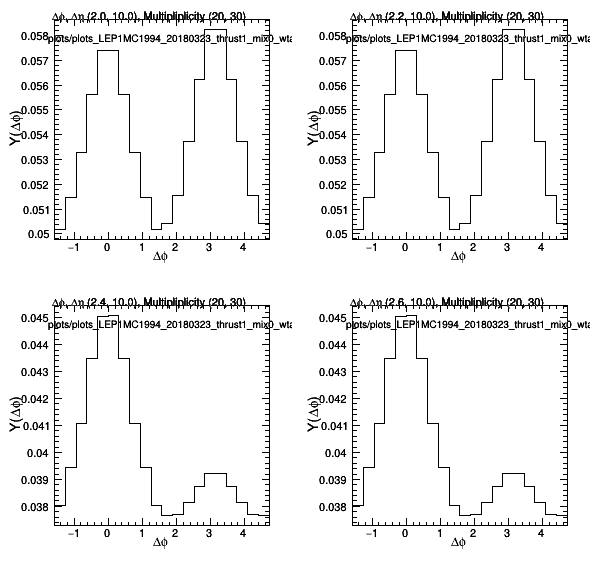 Δϕ, Δη (2.0, 10.0), Multipliplicity (20, 30)
plots/plots_LEP1MC1994_20180323_thrust1_mix0_wta
Y(Δϕ)
0.058
0.057
0.056
0.055
0.054
0.053
0.052
0.051
0.05
−1 0 1 2 3 4
Δϕ
Δϕ, Δη (2.2, 10.0), Multipliplicity (20, 30)
plots/plots_LEP1MC1994_20180323_thrust1_mix0_wta
Y(Δϕ)
0.058
0.057
0.056
0.055
0.054
0.053
0.052
0.051
0.05
−1 0 1 2 3 4
Δϕ
Δϕ, Δη (2.4, 10.0), Multipliplicity (20, 30)
plots/plots_LEP1MC1994_20180323_thrust1_mix0_wta
Y(Δϕ)
0.045
0.044
0.043
0.042
0.041
0.04
0.039
0.038
−1 0 1 2 3 4
Δϕ
Δϕ, Δη (2.6, 10.0), Multipliplicity (20, 30)
plots/plots_LEP1MC1994_20180323_thrust1_mix0_wta
Y(Δϕ)
0.045
0.044
0.043
0.042
0.041
0.04
0.039
0.038
−1 0 1 2 3 4
Δϕ